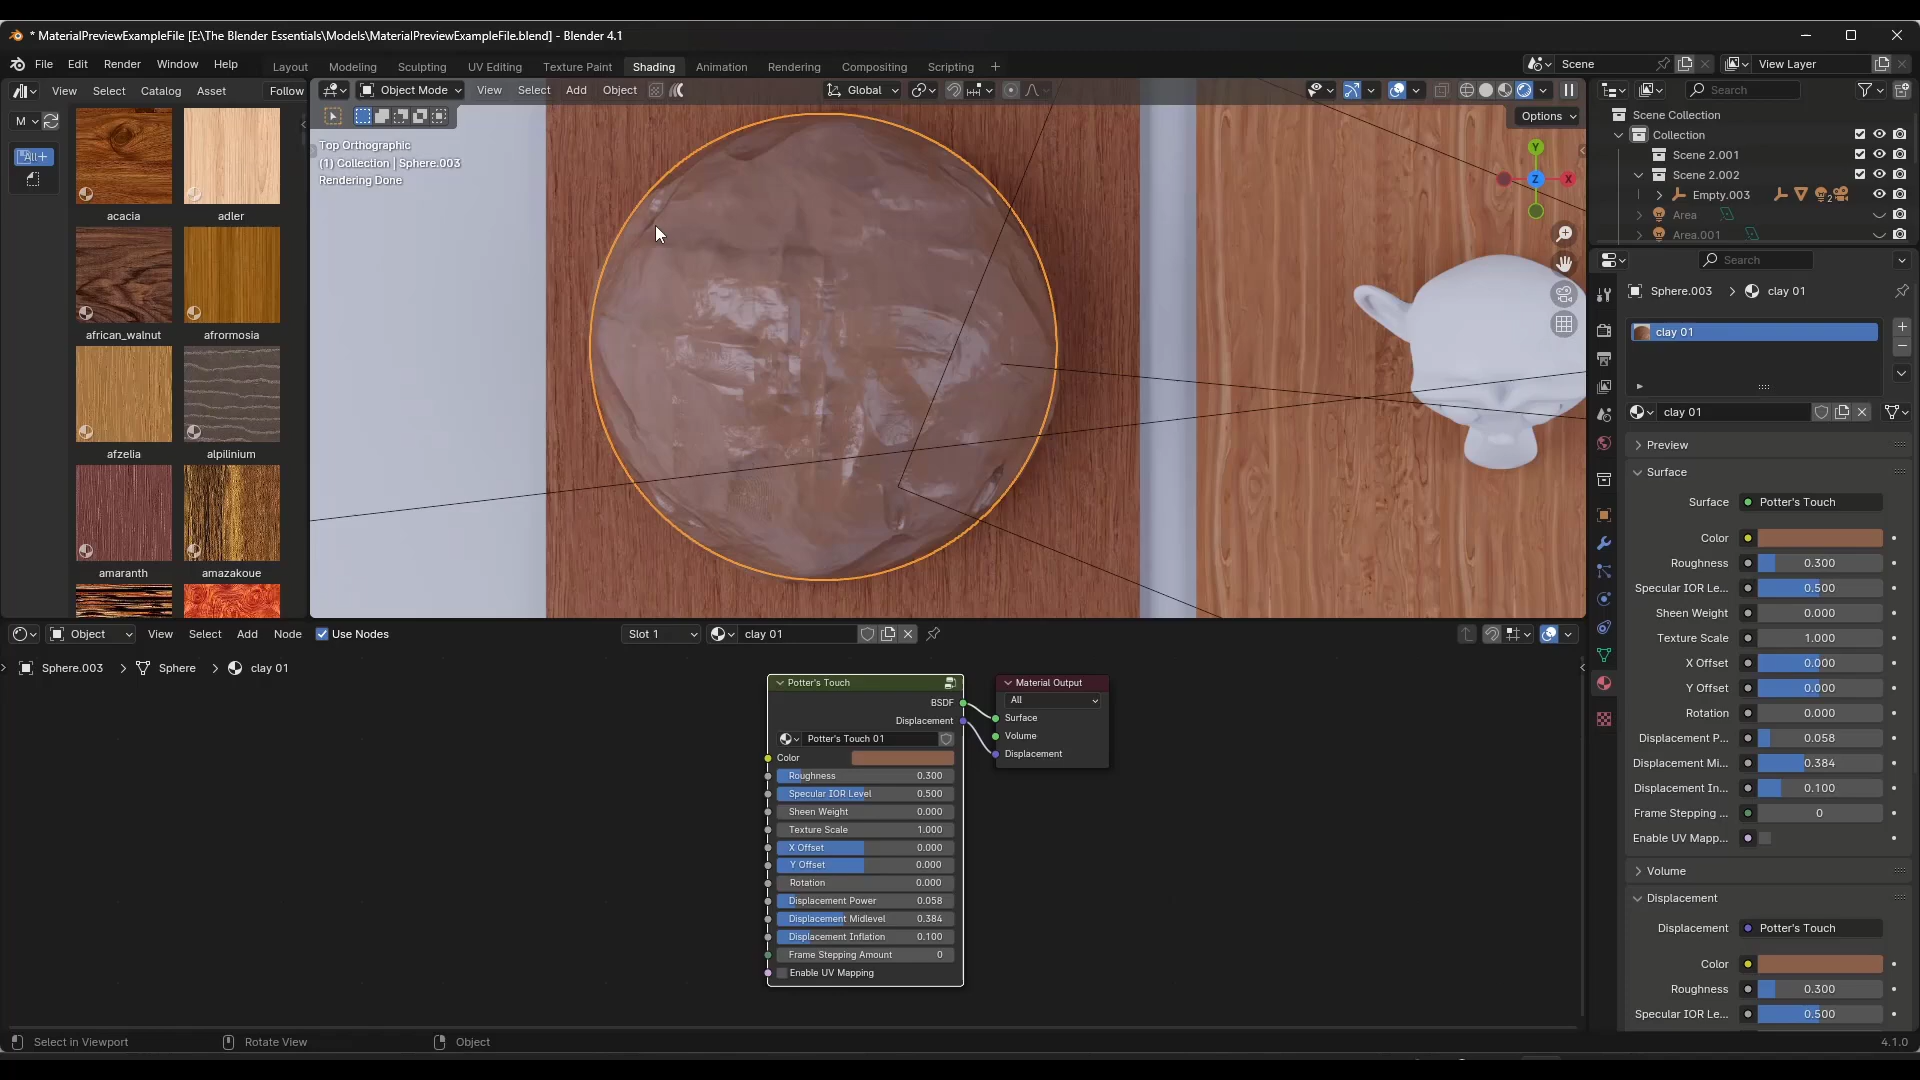 * MaterialPreviewExampleFile [E:\The Blender Essentials\Models\MaterialPreviewExampleFile.blend] - Blender 4.1
File Edit Render Window Help
Layout Modeling Sculpting UV Editing Texture Paint Shading Animation Rendering Compositing Scripting +
Scene
View Layer
View Select Catalog Asset Follow
Object Mode View Select Add Object
Global
Search
M
All
Options
acacia adler
african_walnut afrormosia
afzelia alpilinium
amaranth amazakoue
Top Orthographic
(1) Collection | Sphere.003
Rendering Done
Y
Z
X
Scene Collection
Collection
Scene 2.001
Scene 2.002
Empty.003
2
Area
Area.001
Search
Sphere.003 > clay 01
clay 01
clay 01
Preview
Surface
Surface Potter's Touch
Color
Roughness 0.300
Specular IOR Le... 0.500
Sheen Weight 0.000
Texture Scale 1.000
X Offset 0.000
Y Offset 0.000
Rotation 0.000
Displacement P... 0.058
Displacement Mi... 0.384
Displacement In... 0.100
Frame Stepping ... 0
Enable UV Mapp...
Volume
Displacement
Displacement Potter's Touch
Color
Roughness 0.300
Specular IOR Le... 0.500
Object View Select Add Node Use Nodes
Slot 1 clay 01
Sphere.003 > Sphere > clay 01
Potter's Touch
BSDF
Displacement
Potter's Touch 01
Color
Roughness 0.300
Specular IOR Level 0.500
Sheen Weight 0.000
Texture Scale 1.000
X Offset 0.000
Y Offset 0.000
Rotation 0.000
Displacement Power 0.058
Displacement Midlevel 0.384
Displacement Inflation 0.100
Frame Stepping Amount 0
Enable UV Mapping
Material Output
All
Surface
Volume
Displacement
Select in Viewport Rotate View Object
4.1.0